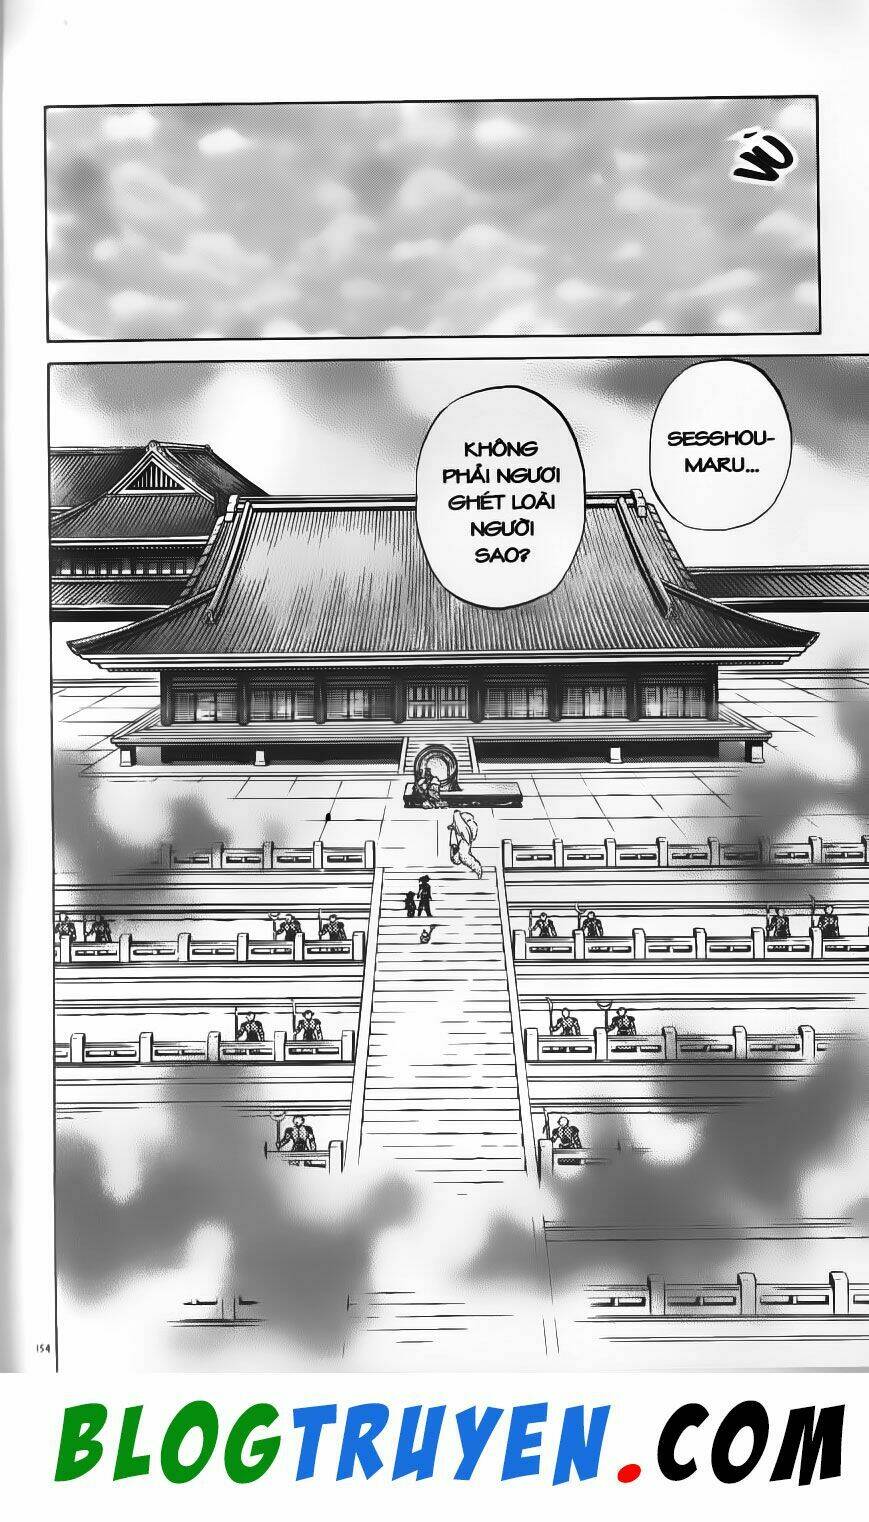 VÙ
SESSHOU-
MARU...
KHÔNG
PHẢI NGƯƠI
GHÉT LOÀI
NGƯỜI
SAO?
154
BLOGTRUYEN.COM